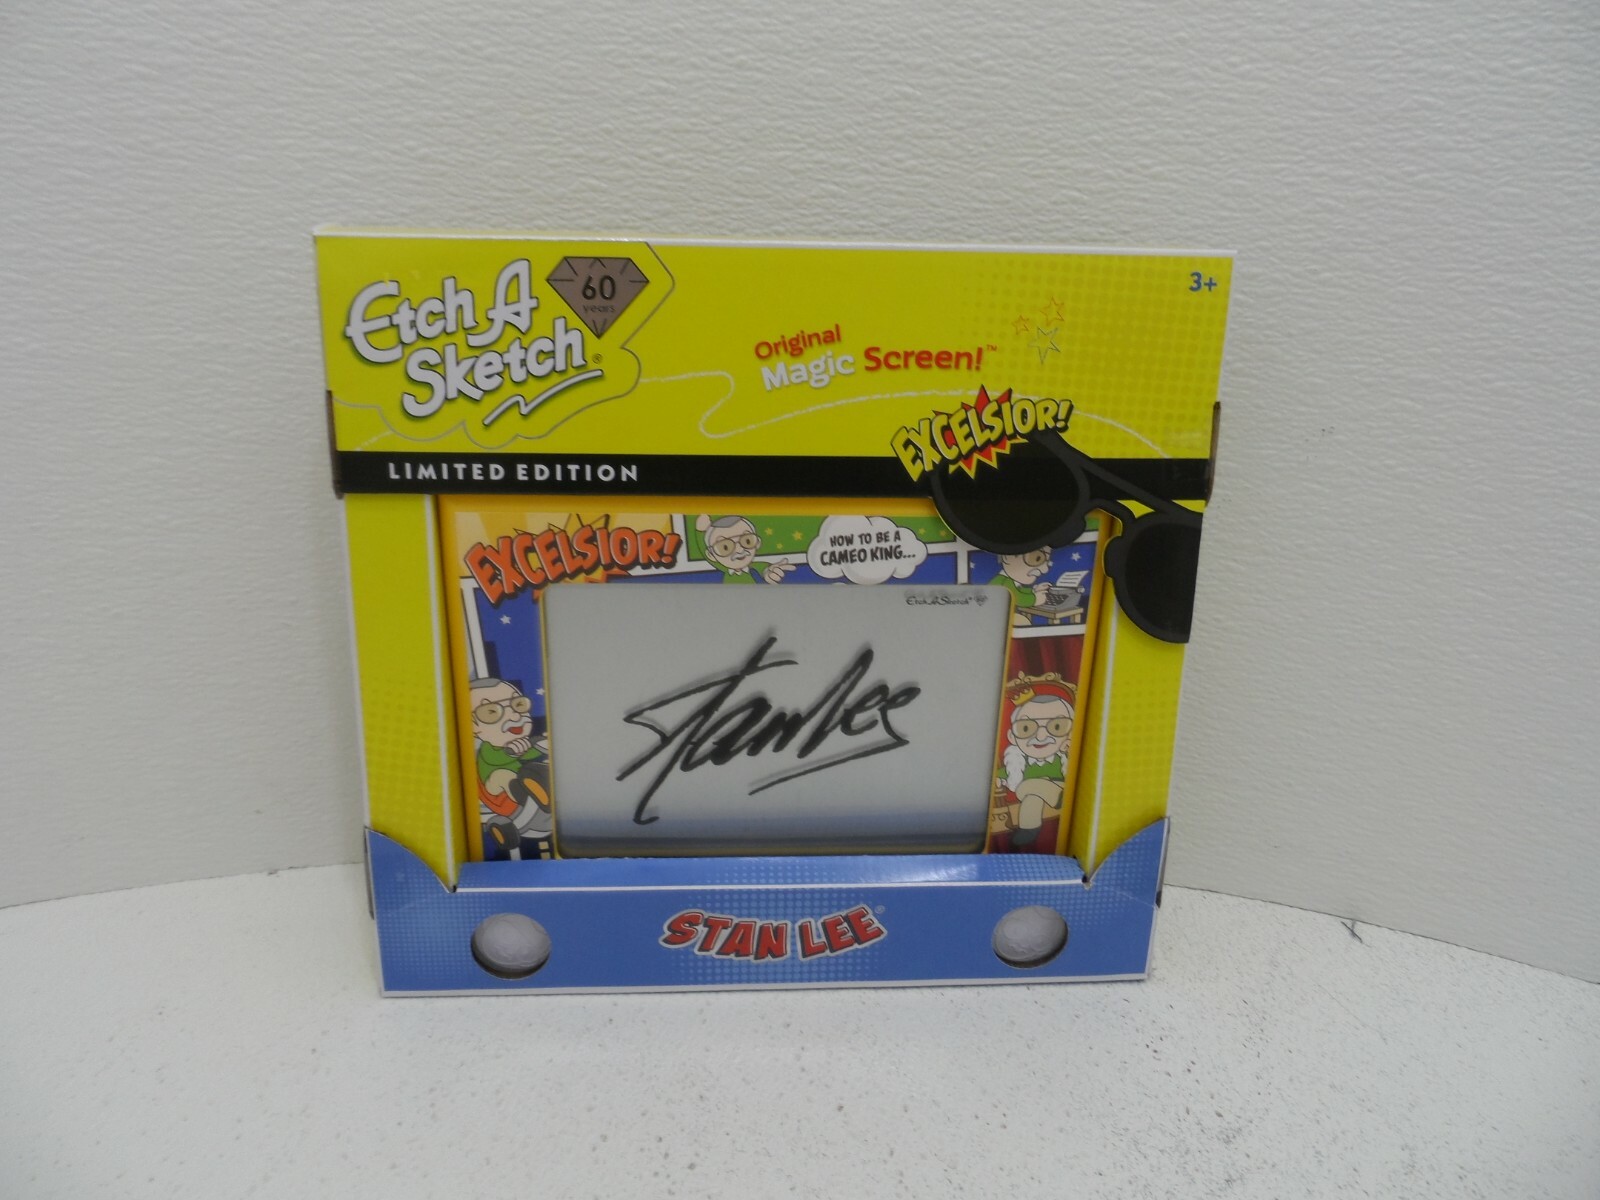 Etch A
Sketch®
60
years
3+
Original
Magic Screen!™
EXCELSIOR!
LIMITED EDITION
EXCELSIOR!
HOW TO BE A
CAMEO KING...
Etch A Sketch®
Stan Lee
STAN LEE®